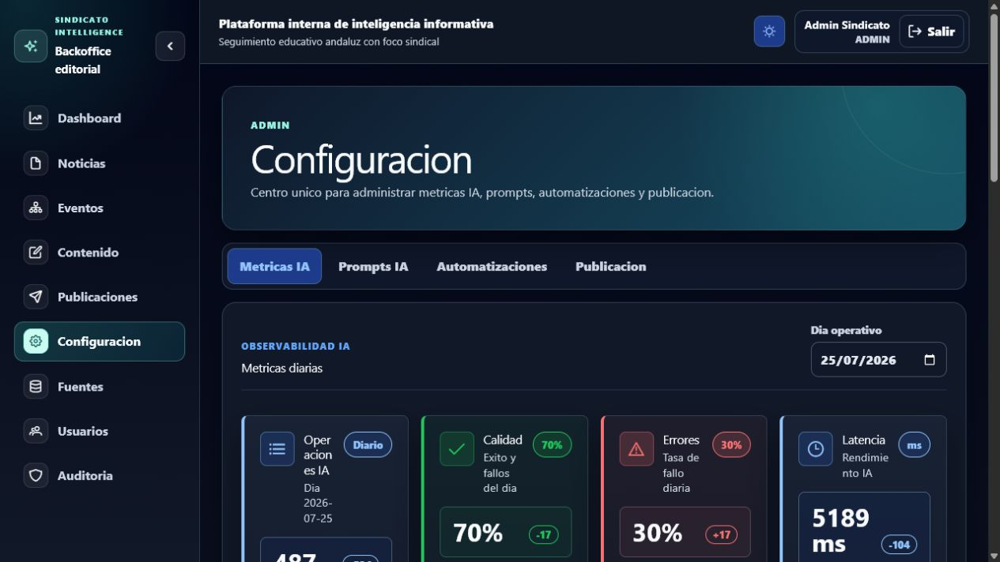 SINDICATO
INTELLIGENCE
Backoffice
editorial
Dashboard
Noticias
Eventos
Contenido
Publicaciones
Configuracion
Fuentes
Usuarios
Auditoria
Plataforma interna de inteligencia informativa
Seguimiento educativo andaluz con foco sindical
Admin Sindicato
ADMIN
Salir
ADMIN
Configuracion
Centro unico para administrar metricas IA, prompts, automatizaciones y publicacion.
Metricas IA
Prompts IA
Automatizaciones
Publicacion
OBSERVABILIDAD IA
Metricas diarias
Dia operativo
25/07/2026
Oper
acion
es IA
Dia
2026-
07-25
Diario
Calidad
Exito y
fallos
del dia
70%
70%
-17
Errores
Tasa de
fallo
diaria
30%
30%
+17
Latencia
Rendimie
nto IA
ms
5189
ms
-104